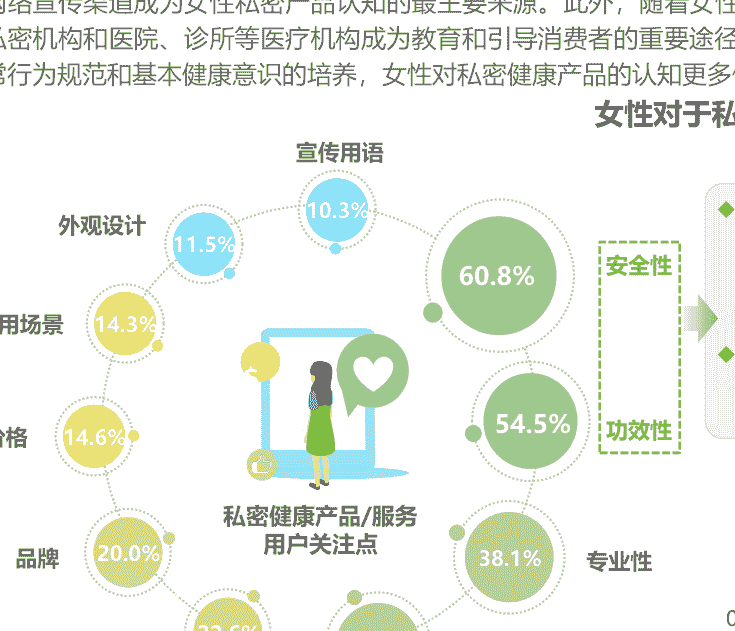 网络宣传渠道成为女性私密产品认知的最主要来源。此外，随着女性
私密机构和医院、诊所等医疗机构成为教育和引导消费者的重要途径
常行为规范和基本健康意识的培养，女性对私密健康产品的认知更多
女性对于私
宣传用语
10.3%
外观设计
11.5%
60.8%
安全性
用场景
14.3%
价格
14.6%
54.5%
功效性
私密健康产品/服务
用户关注点
品牌
20.0%
38.1%
专业性